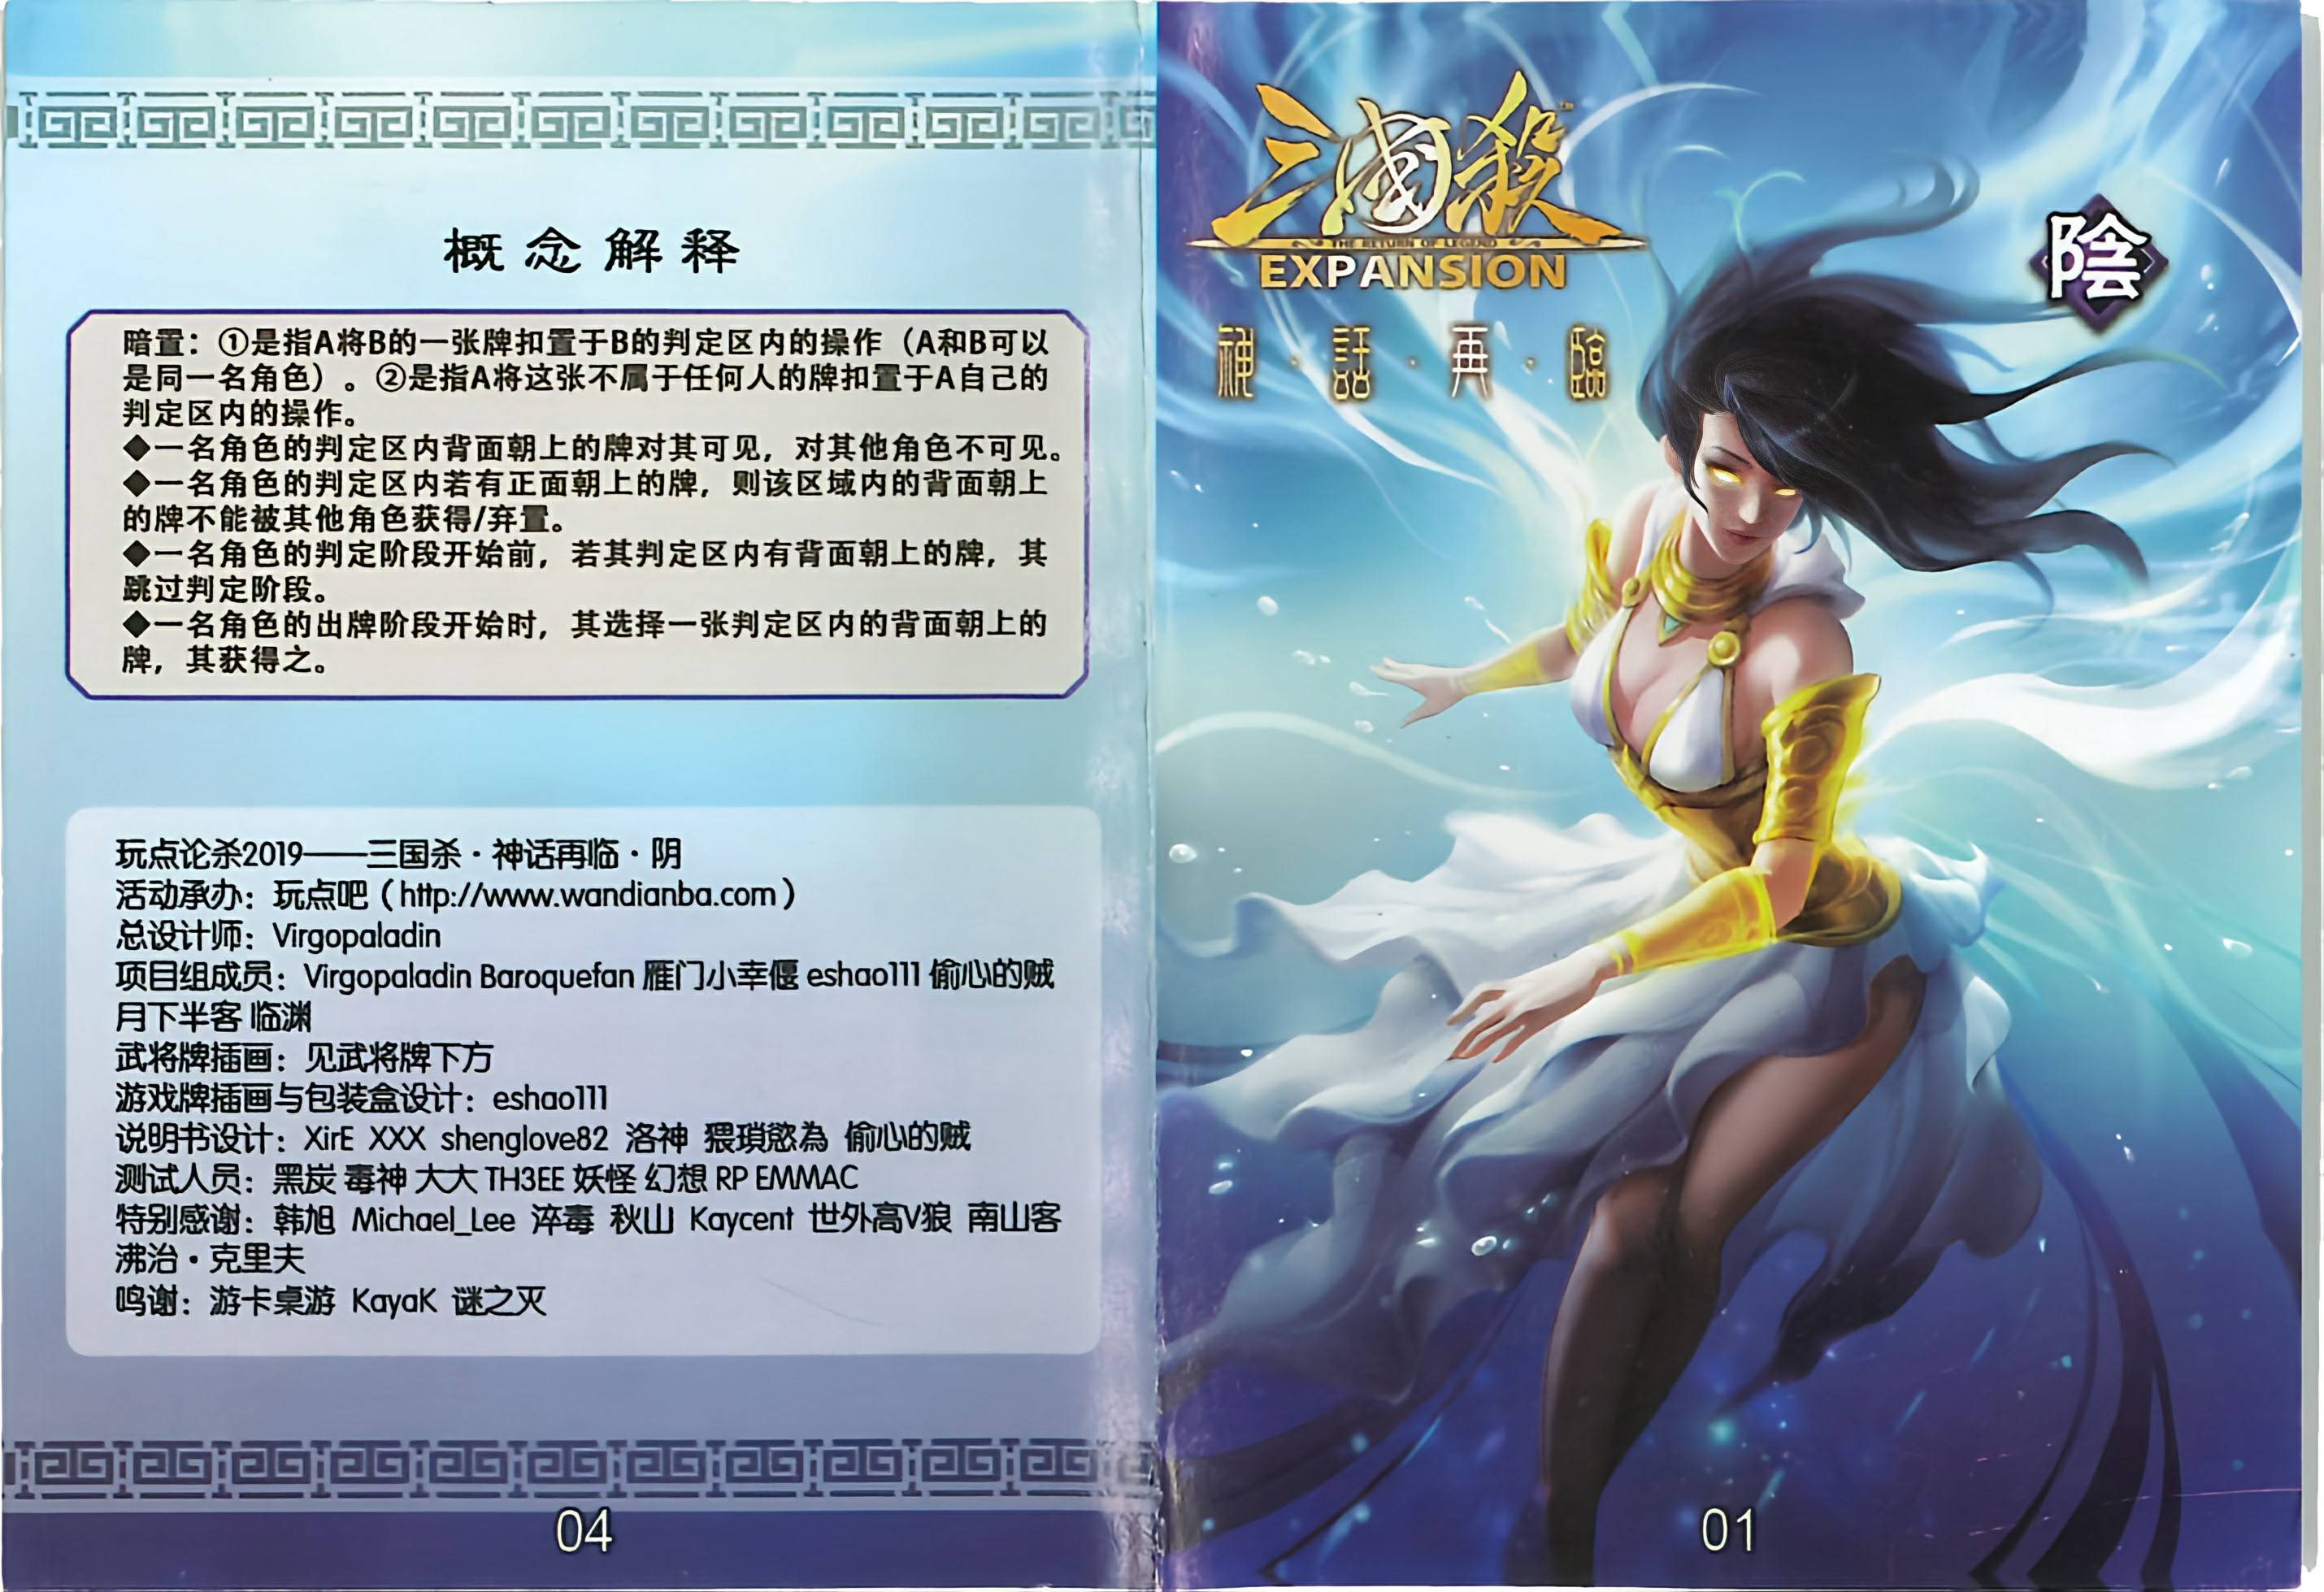 概念解释
暗置：①是指A将B的一张牌扣置于B的判定区内的操作（A和B可以
是同一名角色）。②是指A将这张不属于任何人的牌扣置于A自己的
判定区内的操作。
◆一名角色的判定区内背面朝上的牌对其可见，对其他角色不可见。
◆一名角色的判定区内若有正面朝上的牌，则该区域内的背面朝上
的牌不能被其他角色获得/弃置。
◆一名角色的判定阶段开始前，若其判定区内有背面朝上的牌，其
跳过判定阶段。
◆一名角色的出牌阶段开始时，其选择一张判定区内的背面朝上的
牌，其获得之。
玩点论杀2019——三国杀·神话再临·阴
活动承办：玩点吧（http://www.wandianba.com）
总设计师：Virgopaladin
项目组成员：Virgopaladin Baroquefan 雁门小幸偃 eshao111 偷心的贼
月下半客 临渊
武将牌插画：见武将牌下方
游戏牌插画与包装盒设计：eshao111
说明书设计：XirE XXX shenglove82 洛神 猥瑣慾為 偷心的贼
测试人员：黑炭 毒神 大大 TH3EE 妖怪 幻想 RP EMMAC
特别感谢：韩旭 Michael_Lee 淬毒 秋山 Kaycent 世外高V狼 南山客
沸治·克里夫
鸣谢：游卡桌游 KayaK 谜之灭
04
三國殺
THE RETURN OF LEGEND
EXPANSION
神·話·再·臨
陰
01